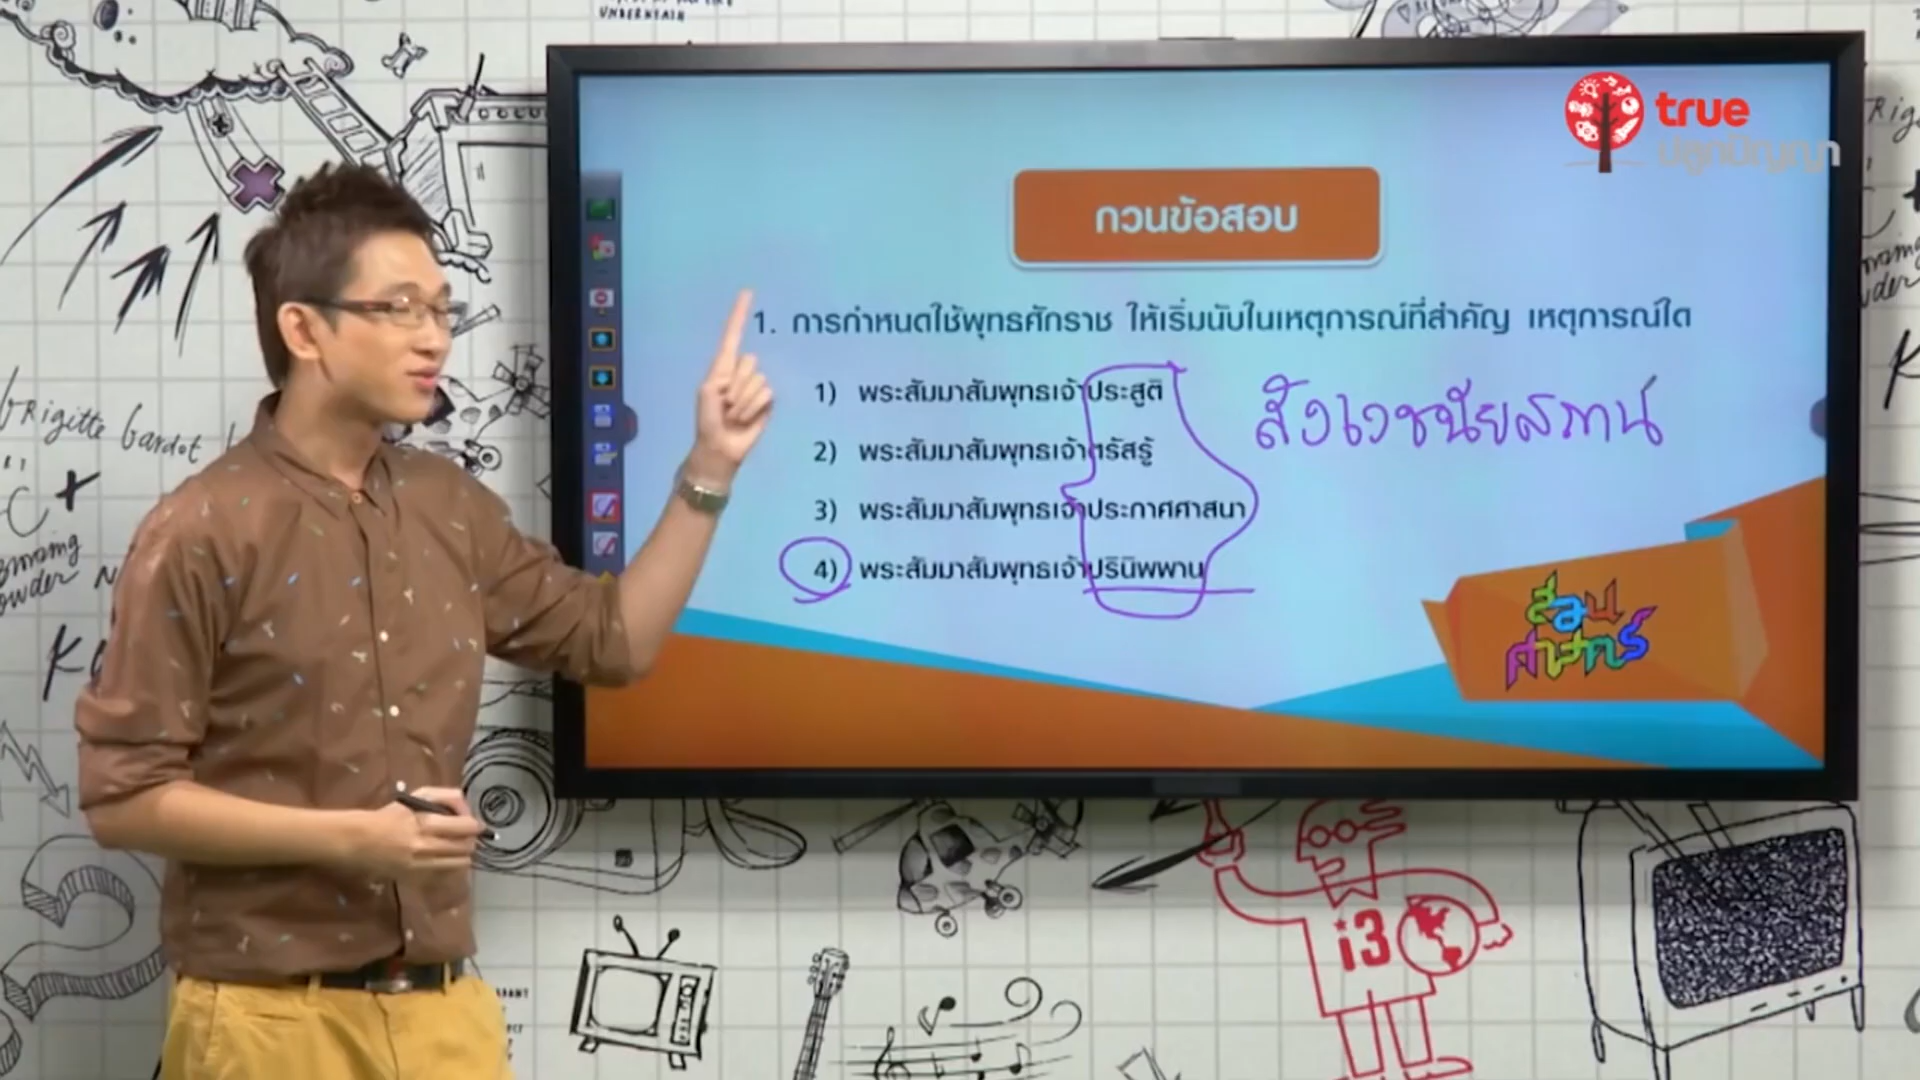 UNDERNEATH
true
ปลูกปัญญา
กวนข้อสอบ
1. การกำหนดใช้พุทธศักราช ให้เริ่มนับในเหตุการณ์ที่สำคัญ เหตุการณ์ใด
1) พระสัมมาสัมพุทธเจ้าประสูติ
2) พระสัมมาสัมพุทธเจ้าตรัสรู้
3) พระสัมมาสัมพุทธเจ้าประกาศศาสนา
4) พระสัมมาสัมพุทธเจ้าปรินิพพาน
สังเวชนียสถาน
สอน
ศาสตร์
Brigitte Bardot
i3